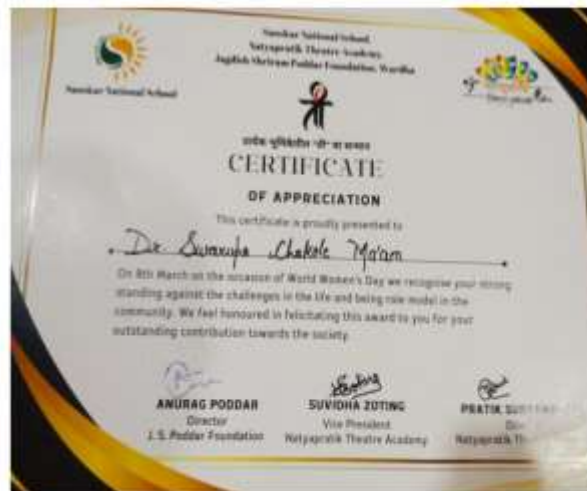 Sanskar National School,
Natyapratik Theatre Academy,
Jagdish Shriram Poddar Foundation, Wardha
Sanskar National School
CERTIFICATE
OF APPRECIATION
This certificate is proudly presented to
Dr Swarupa Chakole Ma'am
On 8th March on the occasion of World Women's Day we recognise your strong
standing against the challenges in the life and being role model in the
community. We feel honoured in felicitating this award to you for your
outstanding contribution towards the society.
ANURAG PODDAR
Director
J. S. Poddar Foundation
SUVIDHA ZOTING
Vice President
Natyapratik Theatre Academy
PRATIK
Natyapratik